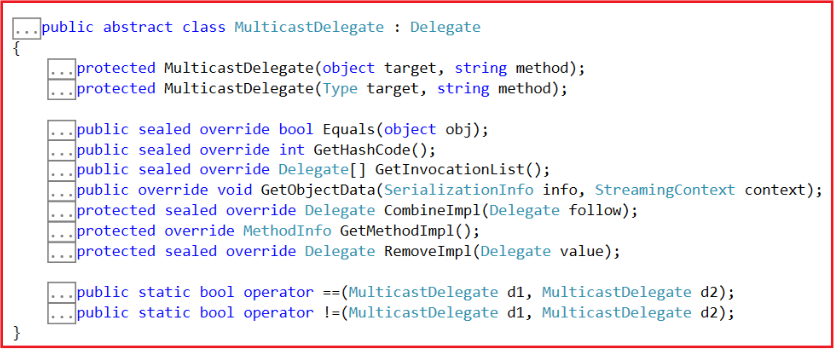 ...public abstract class MulticastDelegate : Delegate
{
...protected MulticastDelegate(object target, string method);
...protected MulticastDelegate(Type target, string method);
...public sealed override bool Equals(object obj);
...public sealed override int GetHashCode();
...public sealed override Delegate[] GetInvocationList();
...public override void GetObjectData(SerializationInfo info, StreamingContext context);
...protected sealed override Delegate CombineImpl(Delegate follow);
...protected override MethodInfo GetMethodImpl();
...protected sealed override Delegate RemoveImpl(Delegate value);
...public static bool operator ==(MulticastDelegate d1, MulticastDelegate d2);
...public static bool operator !=(MulticastDelegate d1, MulticastDelegate d2);
}